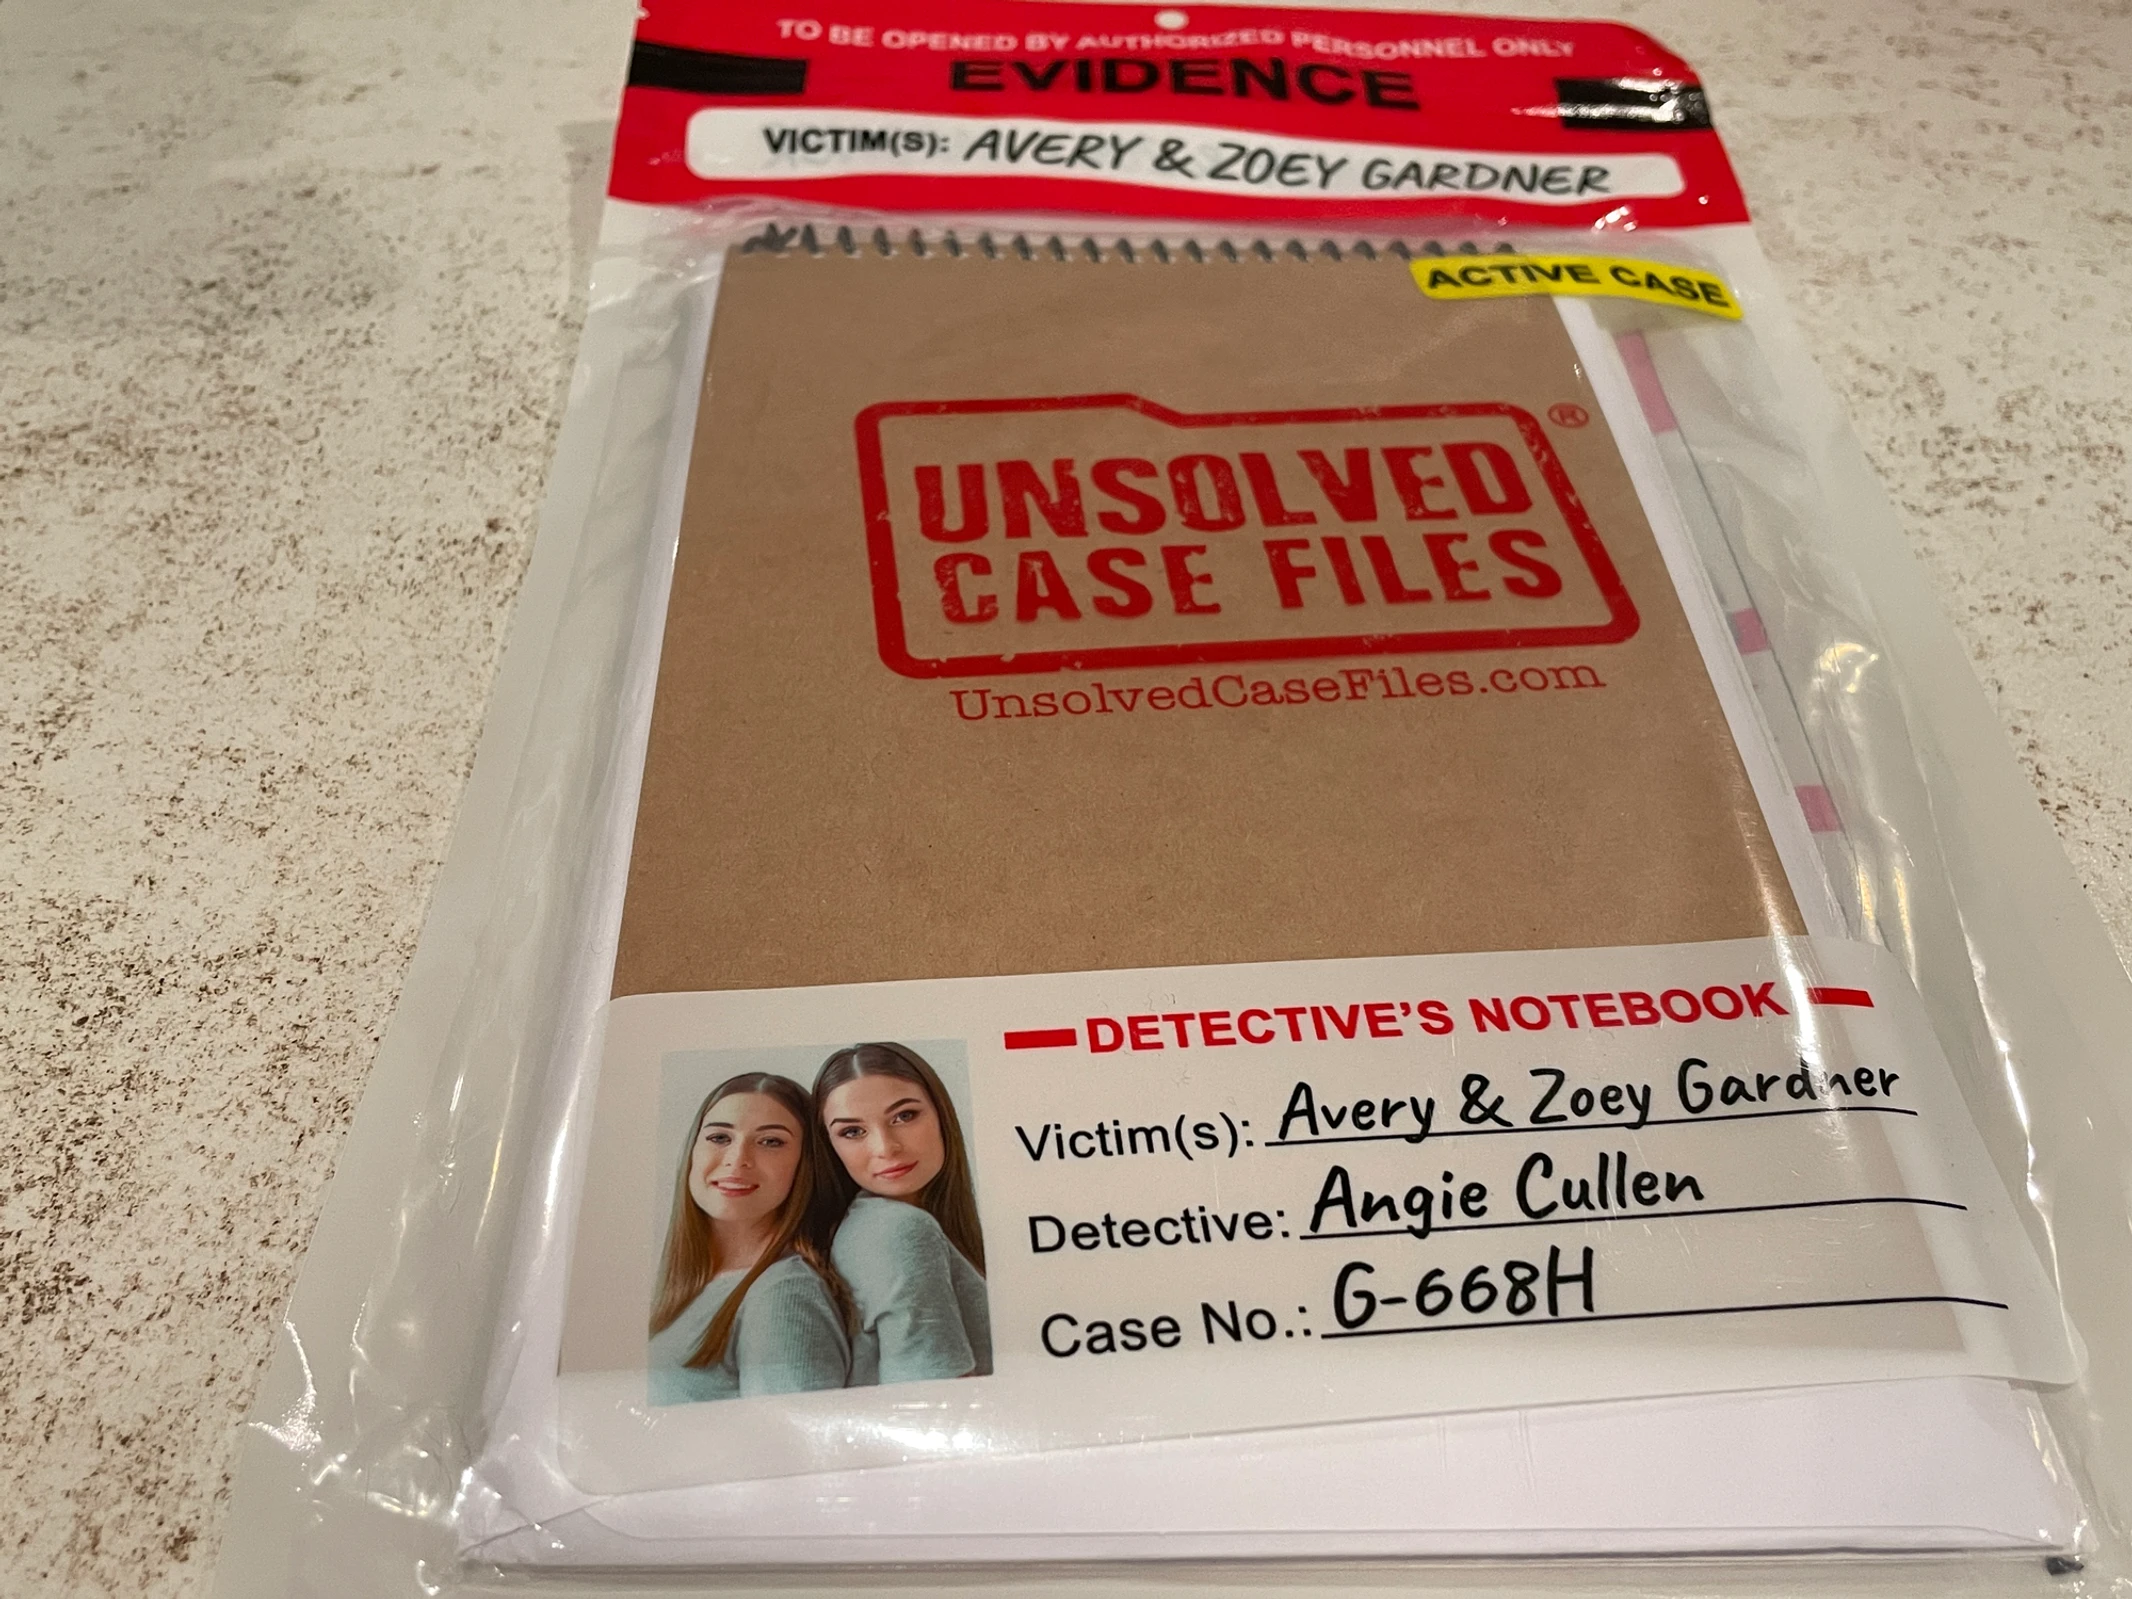 TO BE OPENED BY AUTHORIZED PERSONNEL ONLY
EVIDENCE
VICTIM(S): AVERY & ZOEY GARDNER
ACTIVE CASE
UNSOLVED ®
CASE FILES
UnsolvedCaseFiles.com
DETECTIVE'S NOTEBOOK
Victim(s): Avery & Zoey Gardner
Detective: Angie Cullen
Case No.: G-668H